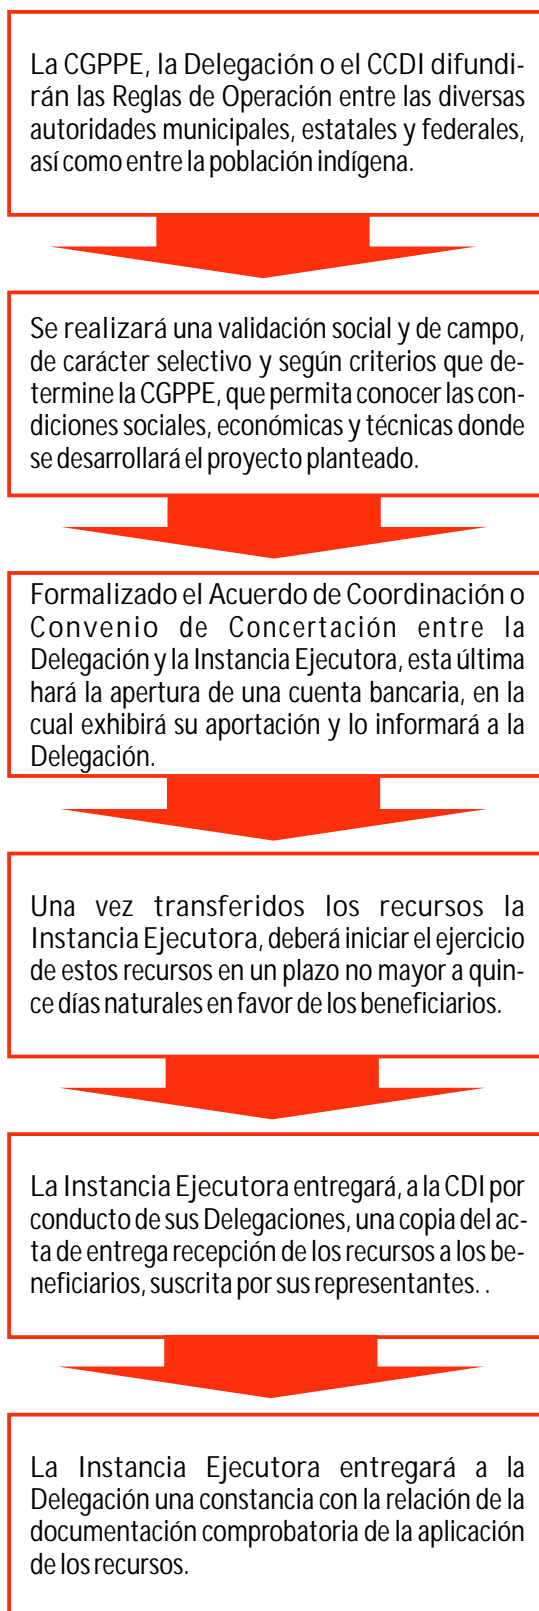 La CGPPE, la Delegación o el CCDI difundi-
rán las Reglas de Operación entre las diversas
autoridades municipales, estatales y federales,
así como entre la población indígena.
Se realizará una validación social y de campo,
de carácter selectivo y según criterios que de-
termine la CGPPE, que permita conocer las con-
diciones sociales, económicas y técnicas donde
se desarrollará el proyecto planteado.
Formalizado el Acuerdo de Coordinación o
Convenio de Concertación entre la
Delegación y la Instancia Ejecutora, esta última
hará la apertura de una cuenta bancaria, en la
cual exhibirá su aportación y lo informará a la
Delegación.
Una vez transferidos los recursos la
Instancia Ejecutora, deberá iniciar el ejercicio
de estos recursos en un plazo no mayor a quin-
ce días naturales en favor de los beneficiarios.
La Instancia Ejecutora entregará, a la CDI por
conducto de sus Delegaciones, una copia del ac-
ta de entrega recepción de los recursos a los be-
neficiarios, suscrita por sus representantes. .
La Instancia Ejecutora entregará a la
Delegación una constancia con la relación de la
documentación comprobatoria de la aplicación
de los recursos.